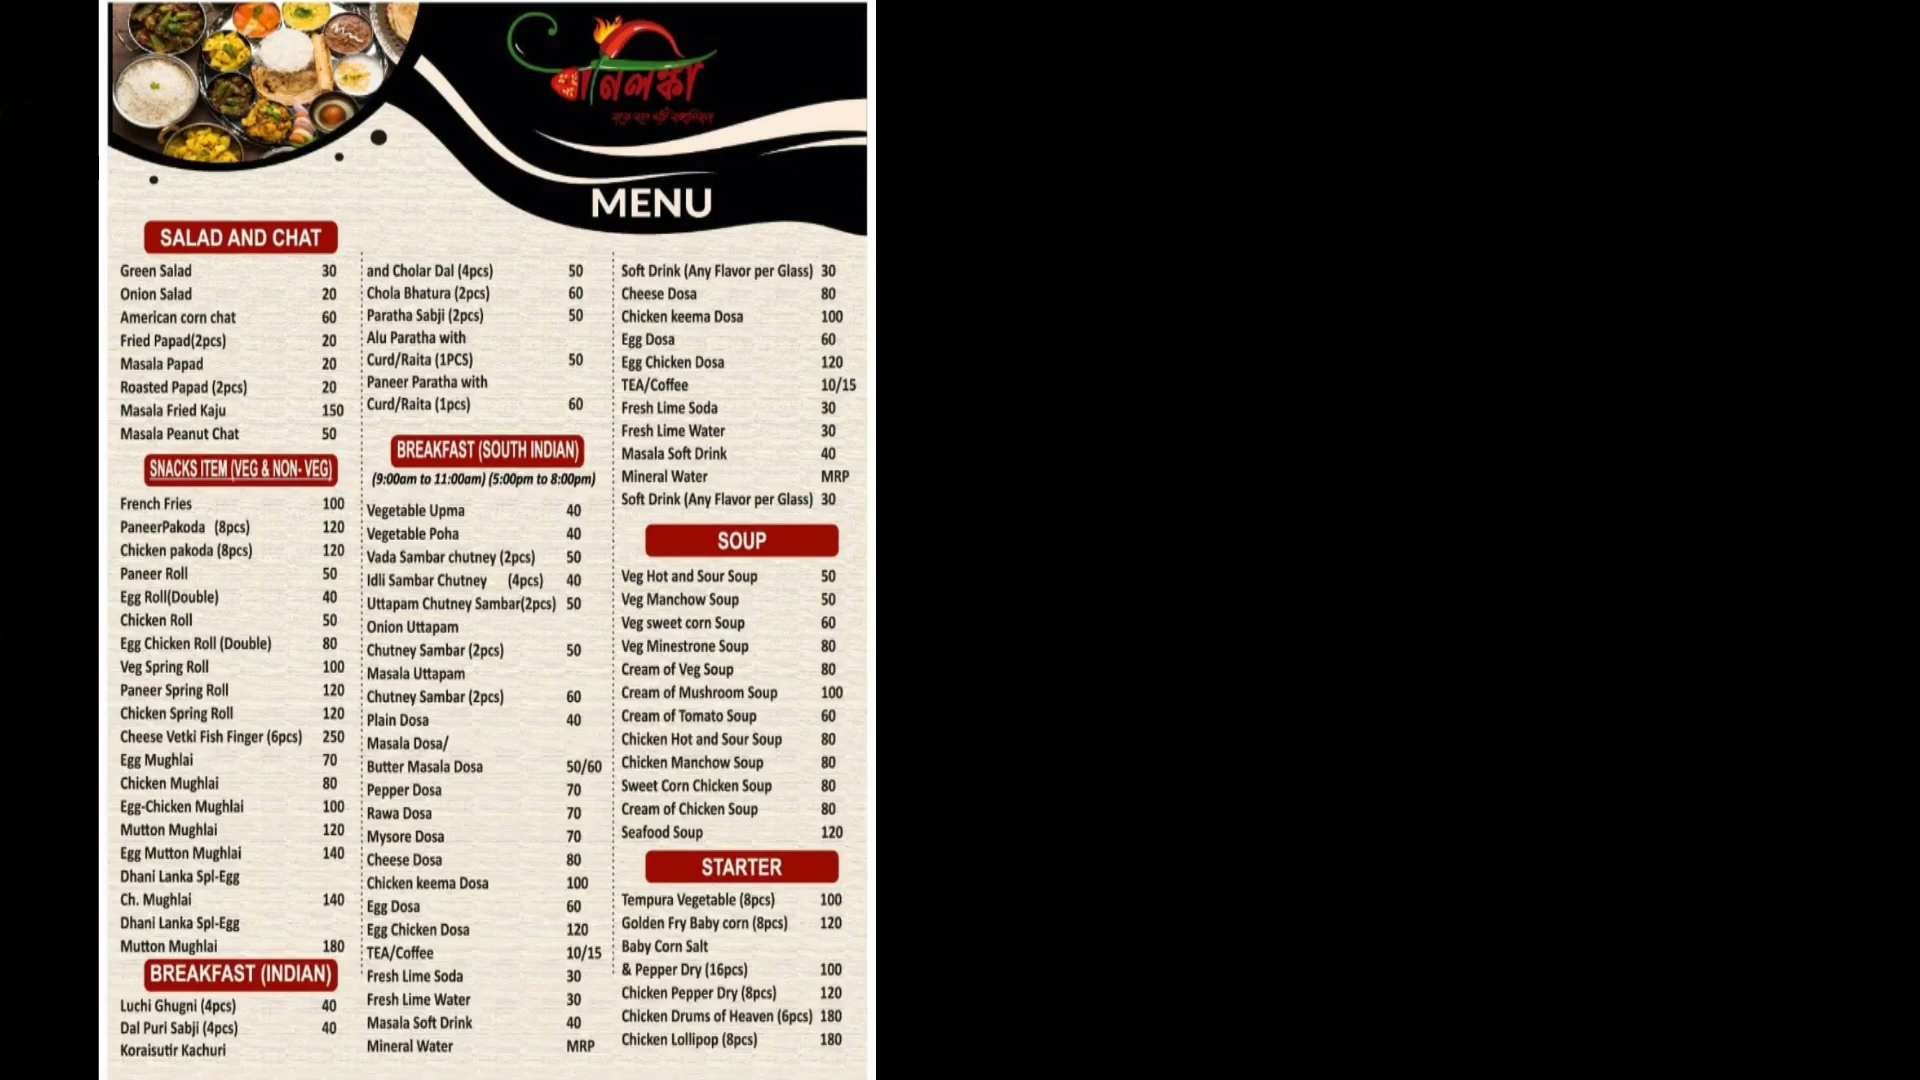 ধানিলঙ্কা
MENU
SALAD AND CHAT
Green Salad 30
Onion Salad 20
American corn chat 60
Fried Papad(2pcs) 20
Masala Papad 20
Roasted Papad (2pcs) 20
Masala Fried Kaju 150
Masala Peanut Chat 50
SNACKS ITEM (VEG & NON- VEG)
French Fries 100
PaneerPakoda (8pcs) 120
Chicken pakoda (8pcs) 120
Paneer Roll 50
Egg Roll(Double) 40
Chicken Roll 50
Egg Chicken Roll (Double) 80
Veg Spring Roll 100
Paneer Spring Roll 120
Chicken Spring Roll 120
Cheese Vetki Fish Finger (6pcs) 250
Egg Mughlai 70
Chicken Mughlai 80
Egg-Chicken Mughlai 100
Mutton Mughlai 120
Egg Mutton Mughlai 140
Dhani Lanka Spl-Egg
Ch. Mughlai 140
Dhani Lanka Spl-Egg
Mutton Mughlai 180
BREAKFAST (INDIAN)
Luchi Ghugni (4pcs) 40
Dal Puri Sabji (4pcs) 40
Koraisutir Kachuri
and Cholar Dal (4pcs) 50
Chola Bhatura (2pcs) 60
Paratha Sabji (2pcs) 50
Alu Paratha with
Curd/Raita (1PCS) 50
Paneer Paratha with
Curd/Raita (1pcs) 60
BREAKFAST (SOUTH INDIAN)
(9:00am to 11:00am) (5:00pm to 8:00pm)
Vegetable Upma 40
Vegetable Poha 40
Vada Sambar chutney (2pcs) 50
Idli Sambar Chutney (4pcs) 40
Uttapam Chutney Sambar(2pcs) 50
Onion Uttapam
Chutney Sambar (2pcs) 50
Masala Uttapam
Chutney Sambar (2pcs) 60
Plain Dosa 40
Masala Dosa/
Butter Masala Dosa 50/60
Pepper Dosa 70
Rawa Dosa 70
Mysore Dosa 70
Cheese Dosa 80
Chicken keema Dosa 100
Egg Dosa 60
Egg Chicken Dosa 120
TEA/Coffee 10/15
Fresh Lime Soda 30
Fresh Lime Water 30
Masala Soft Drink 40
Mineral Water MRP
Soft Drink (Any Flavor per Glass) 30
Cheese Dosa 80
Chicken keema Dosa 100
Egg Dosa 60
Egg Chicken Dosa 120
TEA/Coffee 10/15
Fresh Lime Soda 30
Fresh Lime Water 30
Masala Soft Drink 40
Mineral Water MRP
Soft Drink (Any Flavor per Glass) 30
SOUP
Veg Hot and Sour Soup 50
Veg Manchow Soup 50
Veg sweet corn Soup 60
Veg Minestrone Soup 80
Cream of Veg Soup 80
Cream of Mushroom Soup 100
Cream of Tomato Soup 60
Chicken Hot and Sour Soup 80
Chicken Manchow Soup 80
Sweet Corn Chicken Soup 80
Cream of Chicken Soup 80
Seafood Soup 120
STARTER
Tempura Vegetable (8pcs) 100
Golden Fry Baby corn (8pcs) 120
Baby Corn Salt
& Pepper Dry (16pcs) 100
Chicken Pepper Dry (8pcs) 120
Chicken Drums of Heaven (6pcs) 180
Chicken Lollipop (8pcs) 180